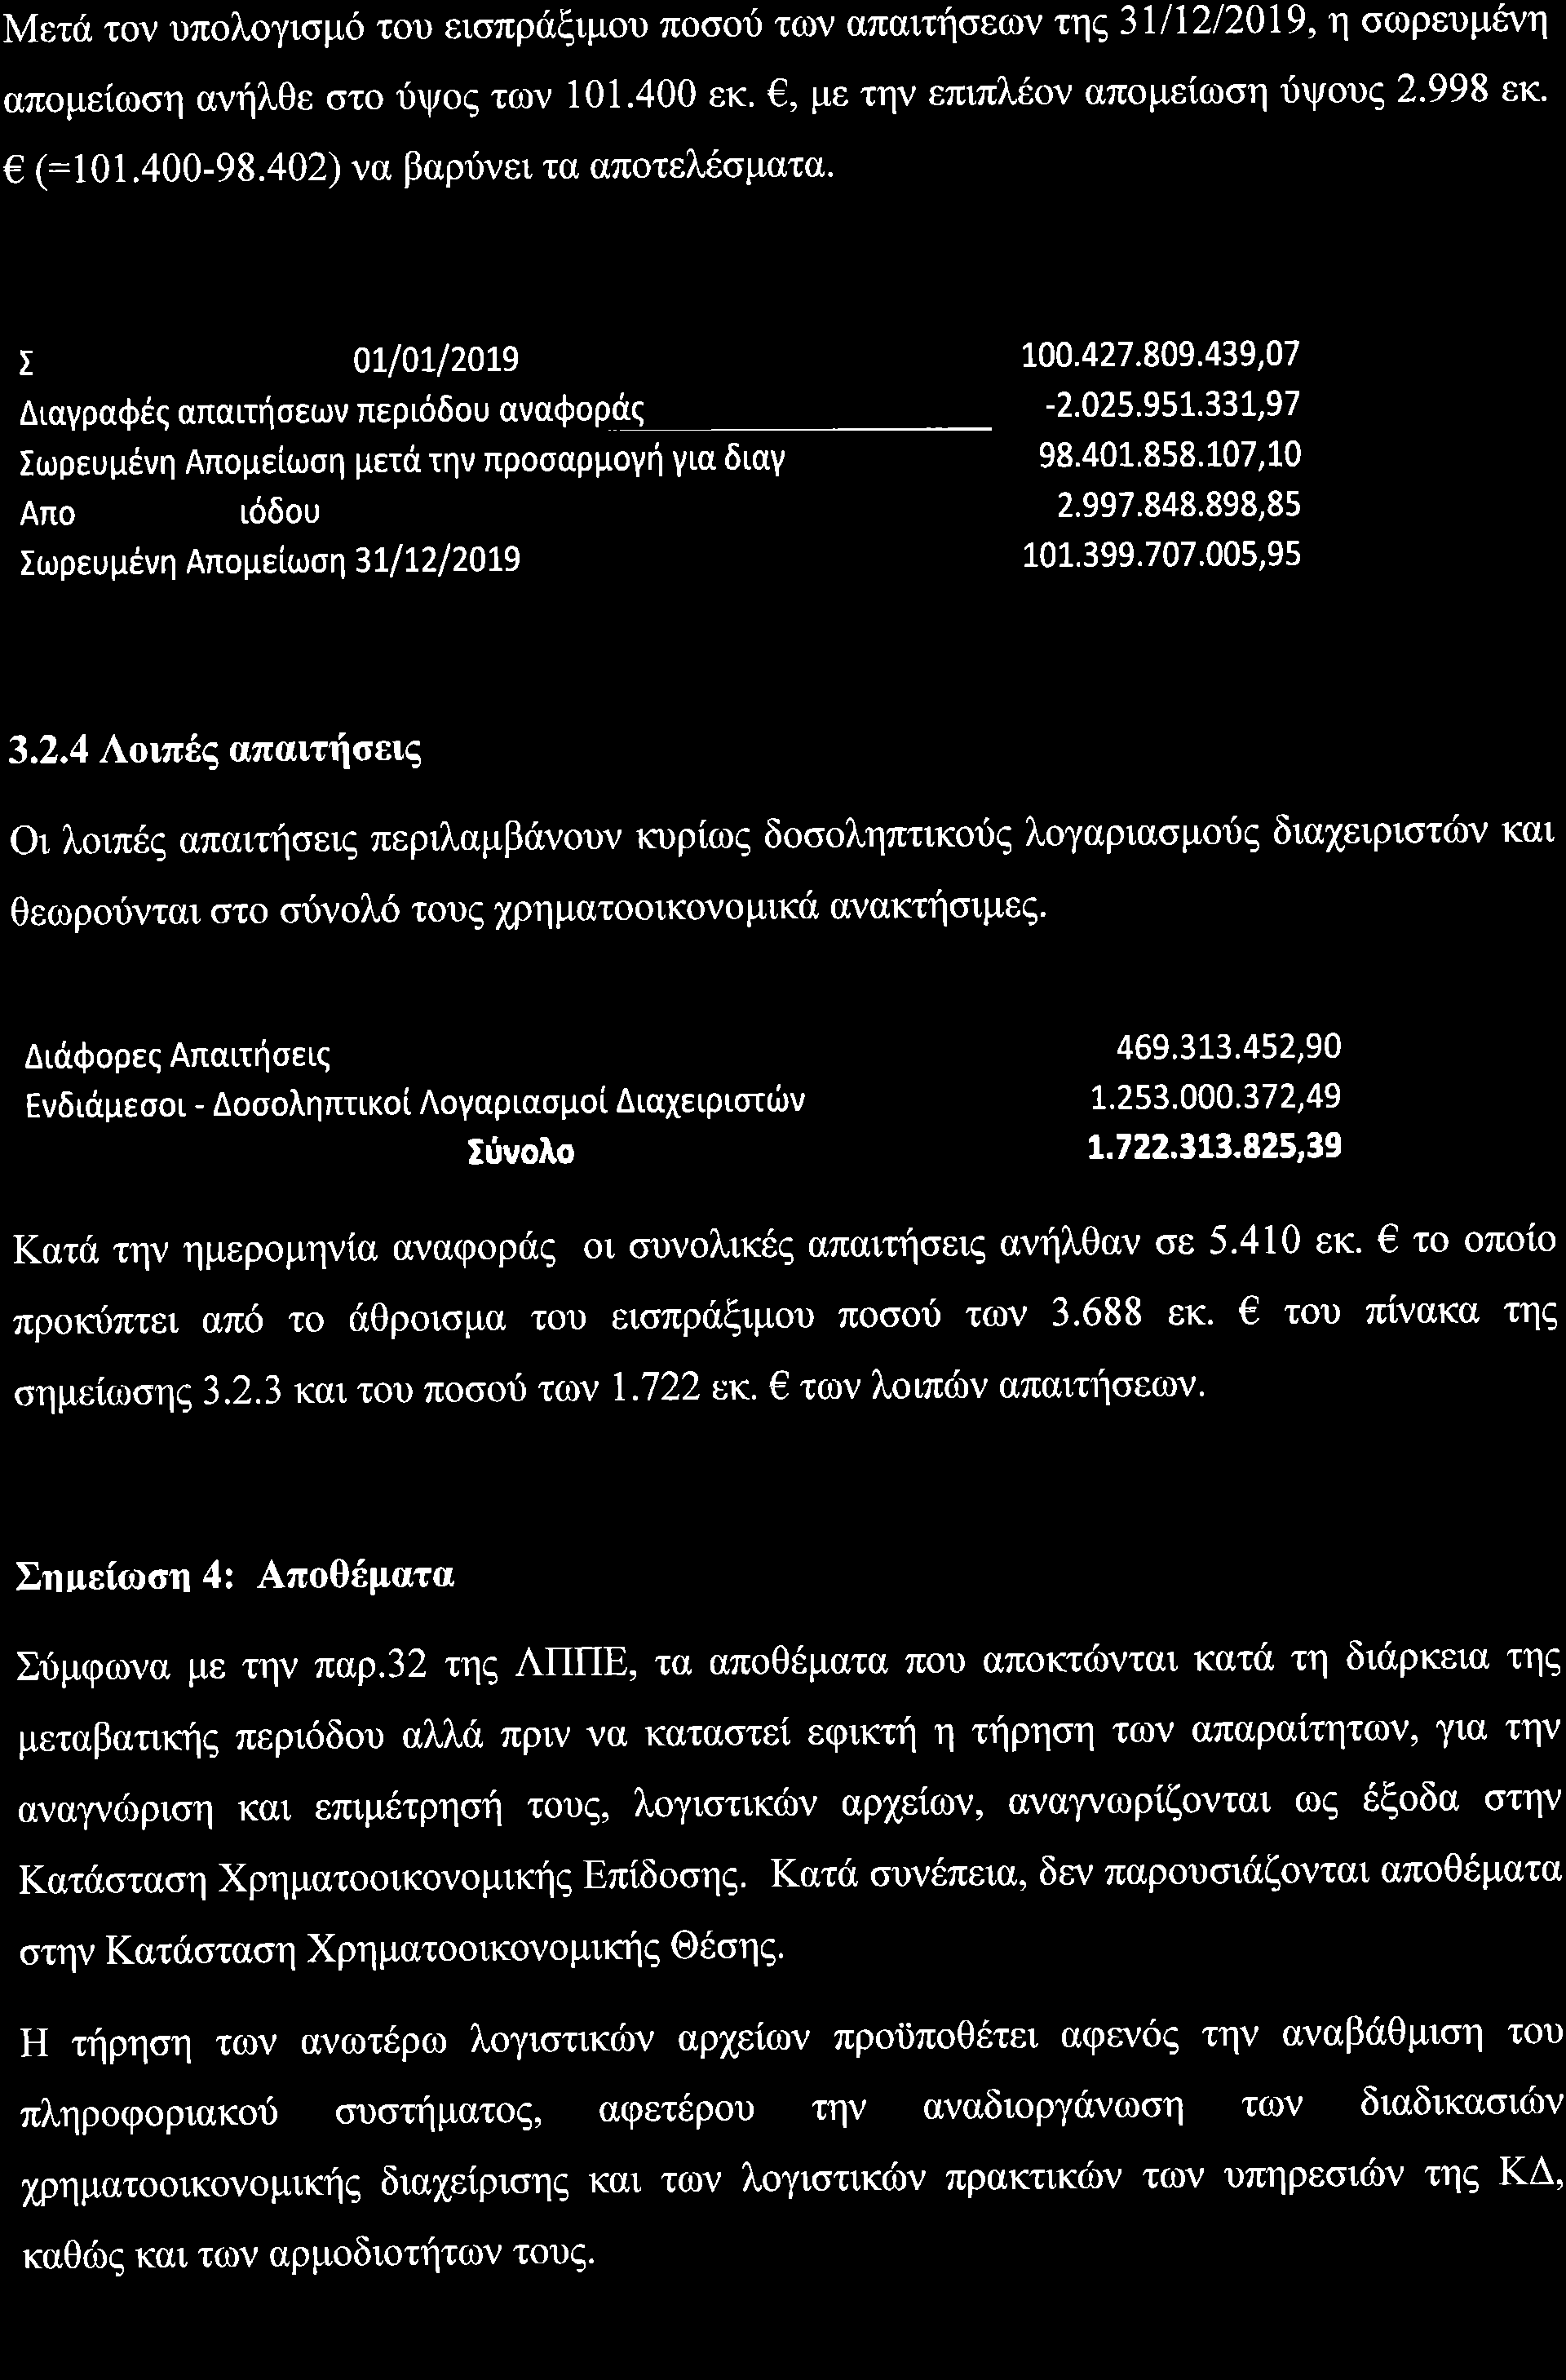 Μετά τον υπολογισμό του εισπράξιμου ποσού των απαιτήσεων της 31/12/2019, η σωρευμένη
απομείωση ανήλθε στο ύψος των 101.400 εκ. €, με την επιπλέον απομείωση ύψους 2.998 εκ.
€ (=101.400-98.402) να βαρύνει τα αποτελέσματα.
Σ 01/01/2019 100.427.809.439,07
Διαγραφές απαιτήσεων περιόδου αναφοράς -2.025.951.331,97
Σωρευμένη Απομείωση μετά την προσαρμογή για διαγ 98.401.858.107,10
Απο ιόδου 2.997.848.898,85
Σωρευμένη Απομείωση 31/12/2019 101.399.707.005,95
3.2.4 Λοιπές απαιτήσεις
Οι λοιπές απαιτήσεις περιλαμβάνουν κυρίως δοσοληπτικούς λογαριασμούς διαχειριστών και
θεωρούνται στο σύνολό τους χρηματοοικονομικά ανακτήσιμες.
Διάφορες Απαιτήσεις 469.313.452,90
Ενδιάμεσοι - Δοσοληπτικοί Λογαριασμοί Διαχειριστών 1.253.000.372,49
Σύνολο 1.722.313.825,39
Κατά την ημερομηνία αναφοράς οι συνολικές απαιτήσεις ανήλθαν σε 5.410 εκ. € το οποίο
προκύπτει από το άθροισμα του εισπράξιμου ποσού των 3.688 εκ. € του πίνακα της
σημείωσης 3.2.3 και του ποσού των 1.722 εκ. € των λοιπών απαιτήσεων.
Σημείωση 4: Αποθέματα
Σύμφωνα με την παρ.32 της ΛΠΠΕ, τα αποθέματα που αποκτώνται κατά τη διάρκεια της
μεταβατικής περιόδου αλλά πριν να καταστεί εφικτή η τήρηση των απαραίτητων, για την
αναγνώριση και επιμέτρησή τους, λογιστικών αρχείων, αναγνωρίζονται ως έξοδα στην
Κατάσταση Χρηματοοικονομικής Επίδοσης. Κατά συνέπεια, δεν παρουσιάζονται αποθέματα
στην Κατάσταση Χρηματοοικονομικής Θέσης.
Η τήρηση των ανωτέρω λογιστικών αρχείων προϋποθέτει αφενός την αναβάθμιση του
πληροφοριακού συστήματος, αφετέρου την αναδιοργάνωση των διαδικασιών
χρηματοοικονομικής διαχείρισης και των λογιστικών πρακτικών των υπηρεσιών της ΚΔ,
καθώς και των αρμοδιοτήτων τους.